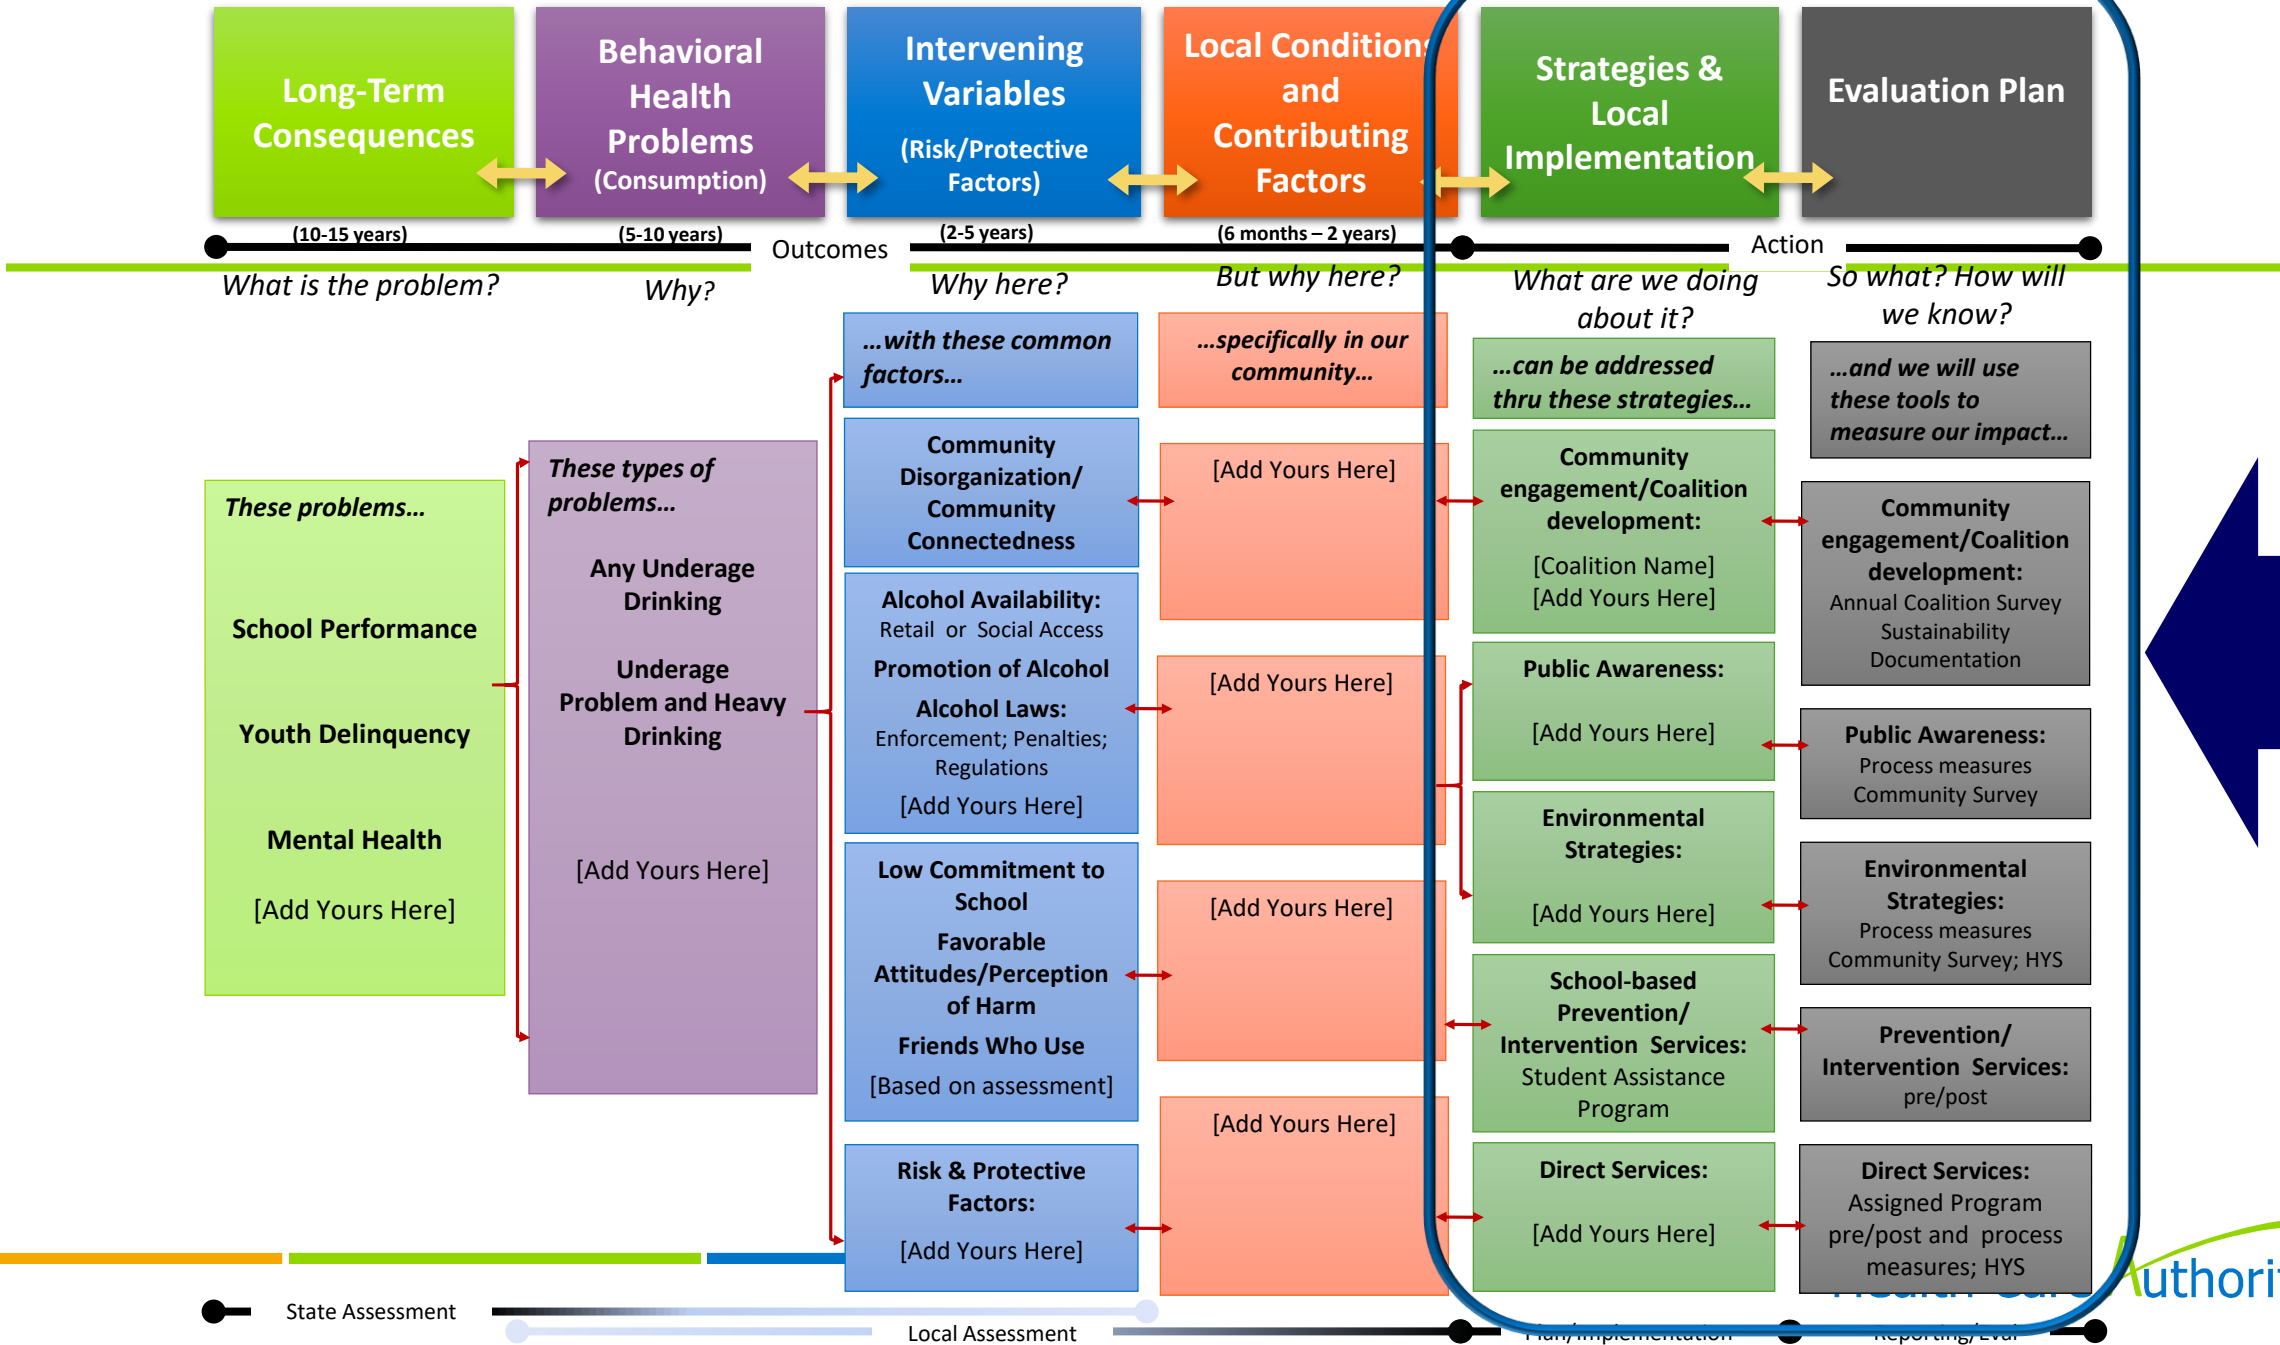 Long-Term
Consequences
Behavioral
Health
Problems
(Consumption)
Intervening
Variables
(Risk/Protective
Factors)
Local Conditions
and
Contributing
Factors
Strategies &
Local
Implementation
Evaluation Plan
(10-15 years)
(5-10 years)
(2-5 years)
(6 months – 2 years)
Outcomes
Action
What is the problem?
Why?
Why here?
But why here?
What are we doing
about it?
So what? How will
we know?
These problems…
School Performance
Youth Delinquency
Mental Health
[Add Yours Here]
These types of
problems…
Any Underage
Drinking
Underage
Problem and Heavy
Drinking
[Add Yours Here]
…with these common
factors…
Community
Disorganization/
Community
Connectedness
Alcohol Availability:
Retail or Social Access
Promotion of Alcohol
Alcohol Laws:
Enforcement; Penalties;
Regulations
[Add Yours Here]
Low Commitment to
School
Favorable
Attitudes/Perception
of Harm
Friends Who Use
[Based on assessment]
Risk & Protective
Factors:
[Add Yours Here]
…specifically in our
community…
[Add Yours Here]
[Add Yours Here]
[Add Yours Here]
[Add Yours Here]
…can be addressed
thru these strategies…
Community
engagement/Coalition
development:
[Coalition Name]
[Add Yours Here]
Public Awareness:
[Add Yours Here]
Environmental
Strategies:
[Add Yours Here]
School-based
Prevention/
Intervention Services:
Student Assistance
Program
Direct Services:
[Add Yours Here]
…and we will use
these tools to
measure our impact…
Community
engagement/Coalition
development:
Annual Coalition Survey
Sustainability
Documentation
Public Awareness:
Process measures
Community Survey
Environmental
Strategies:
Process measures
Community Survey; HYS
Prevention/
Intervention Services:
pre/post
Direct Services:
Assigned Program
pre/post and process
measures; HYS
Health Care Authori
State Assessment
Local Assessment
Plan/Implementation
Reporting/Eval